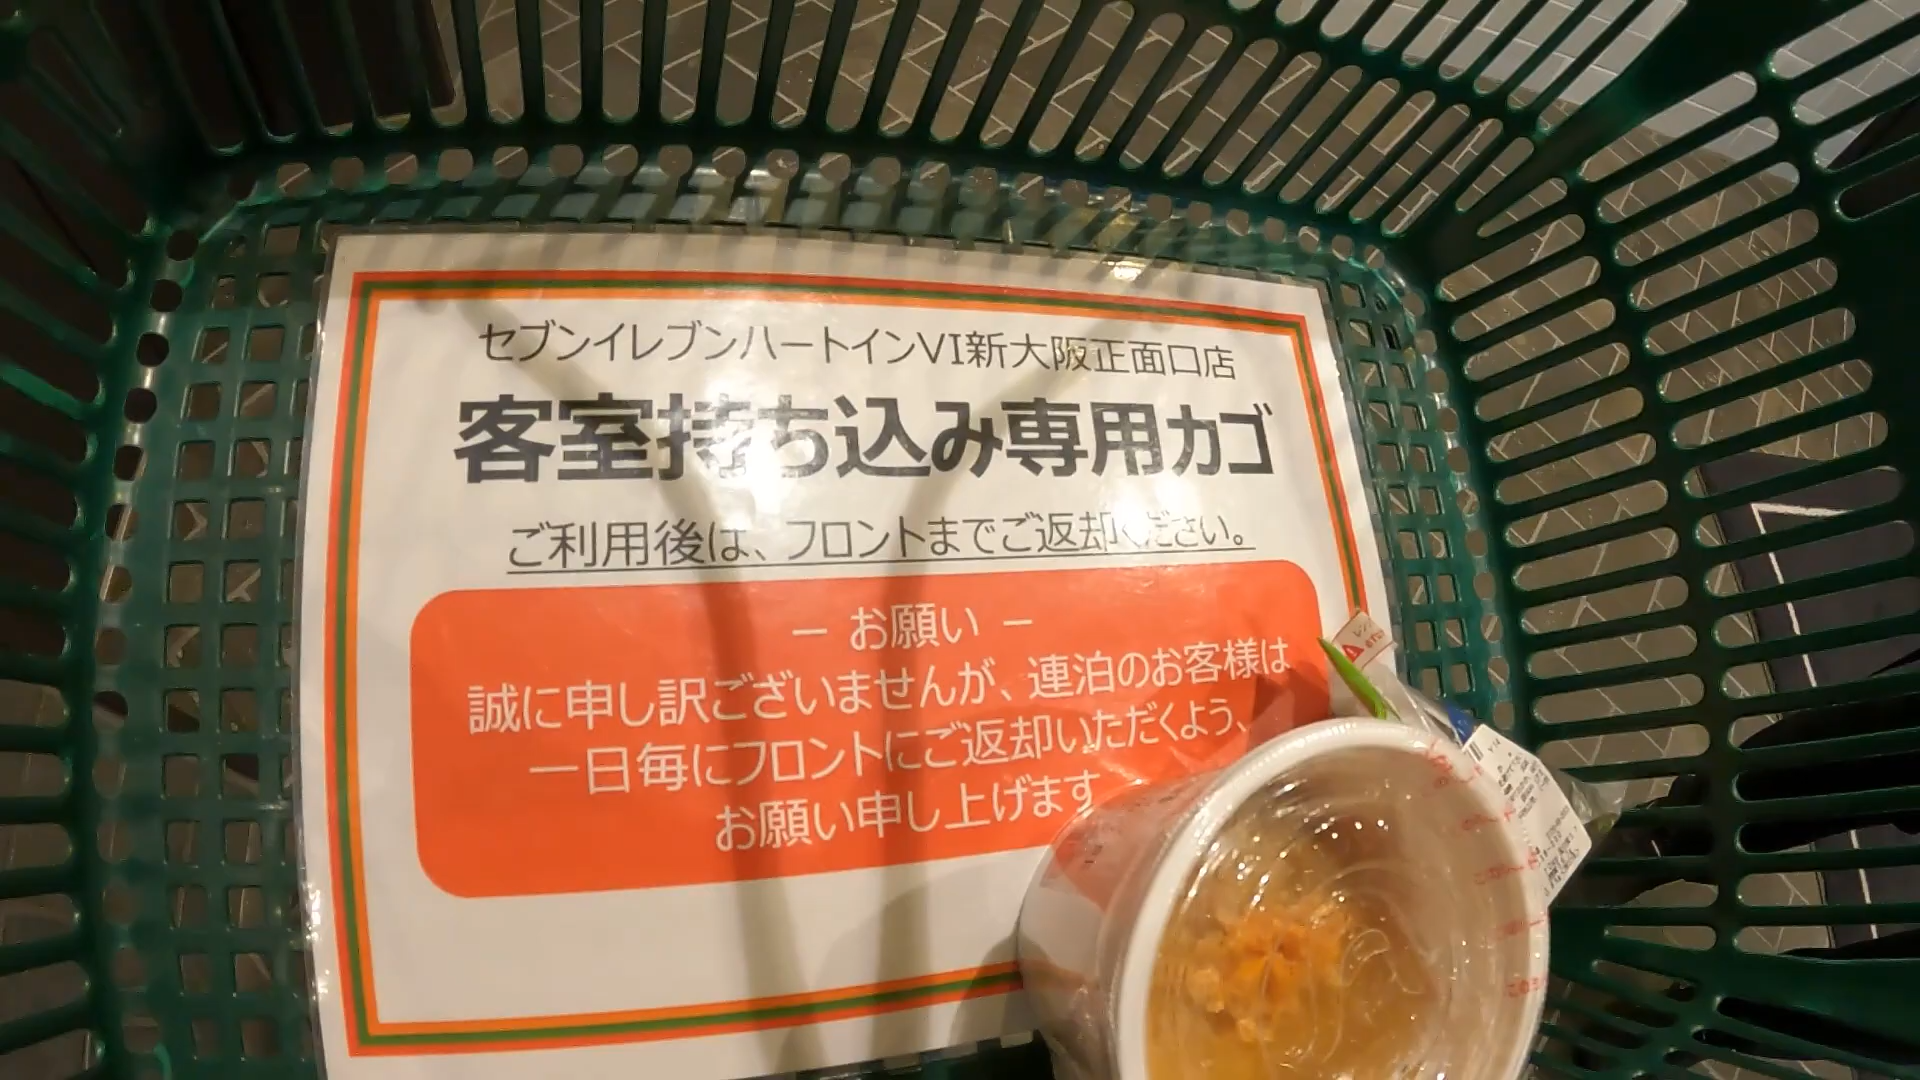 セブンイレブンハートインVI新大阪正面口店
客室持ち込み専用カゴ
ご利用後は、フロントまでご返却ください。
－ お願い －
誠に申し訳ございませんが、連泊のお客様は
一日毎にフロントにご返却いただくよう、
お願い申し上げます